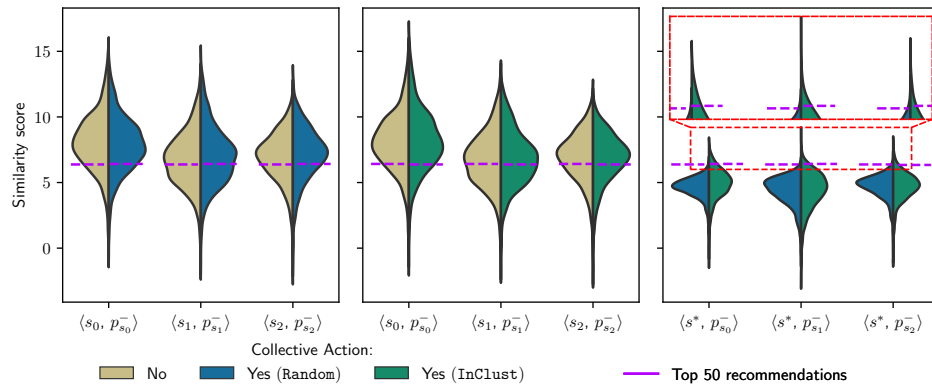 Similarity score
15
10
5
0
⟨s₀, p⁻ₛ₀⟩ ⟨s₁, p⁻ₛ₁⟩ ⟨s₂, p⁻ₛ₂⟩ ⟨s₀, p⁻ₛ₀⟩ ⟨s₁, p⁻ₛ₁⟩ ⟨s₂, p⁻ₛ₂⟩ ⟨s*, p⁻ₛ₀⟩ ⟨s*, p⁻ₛ₁⟩ ⟨s*, p⁻ₛ₂⟩
Collective Action:
No Yes (Random) Yes (InClust) Top 50 recommendations